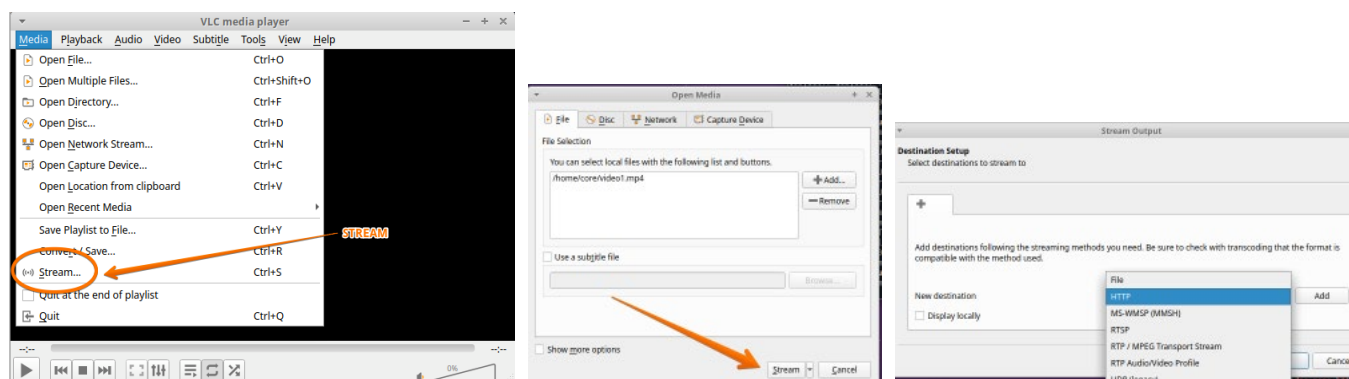 VLC media player
Media Playback Audio Video Subtitle Tools View Help
Open File... Ctrl+O
Open Multiple Files... Ctrl+Shift+O
Open Directory... Ctrl+F
Open Disc... Ctrl+D
Open Network Stream... Ctrl+N
Open Capture Device... Ctrl+C
Open Location from clipboard Ctrl+V
Open Recent Media
Save Playlist to File... Ctrl+Y
Convert / Save... Ctrl+R
Stream... Ctrl+S
Quit at the end of playlist
Quit Ctrl+Q
STREAM
--:-- --:--
0%
Open Media
File Disc Network Capture Device
File Selection
You can select local files with the following list and buttons.
/home/core/video1.mp4
Add...
Remove
Use a subtitle file
Browse...
Show more options
Stream Cancel
Stream Output
Destination Setup
Select destinations to stream to
Add destinations following the streaming methods you need. Be sure to check with transcoding that the format is
compatible with the method used.
File
New destination HTTP Add
Display locally MS-WMSP (MMSH)
RTSP
RTP / MPEG Transport Stream
RTP Audio/Video Profile Cance
UDP (legacy)